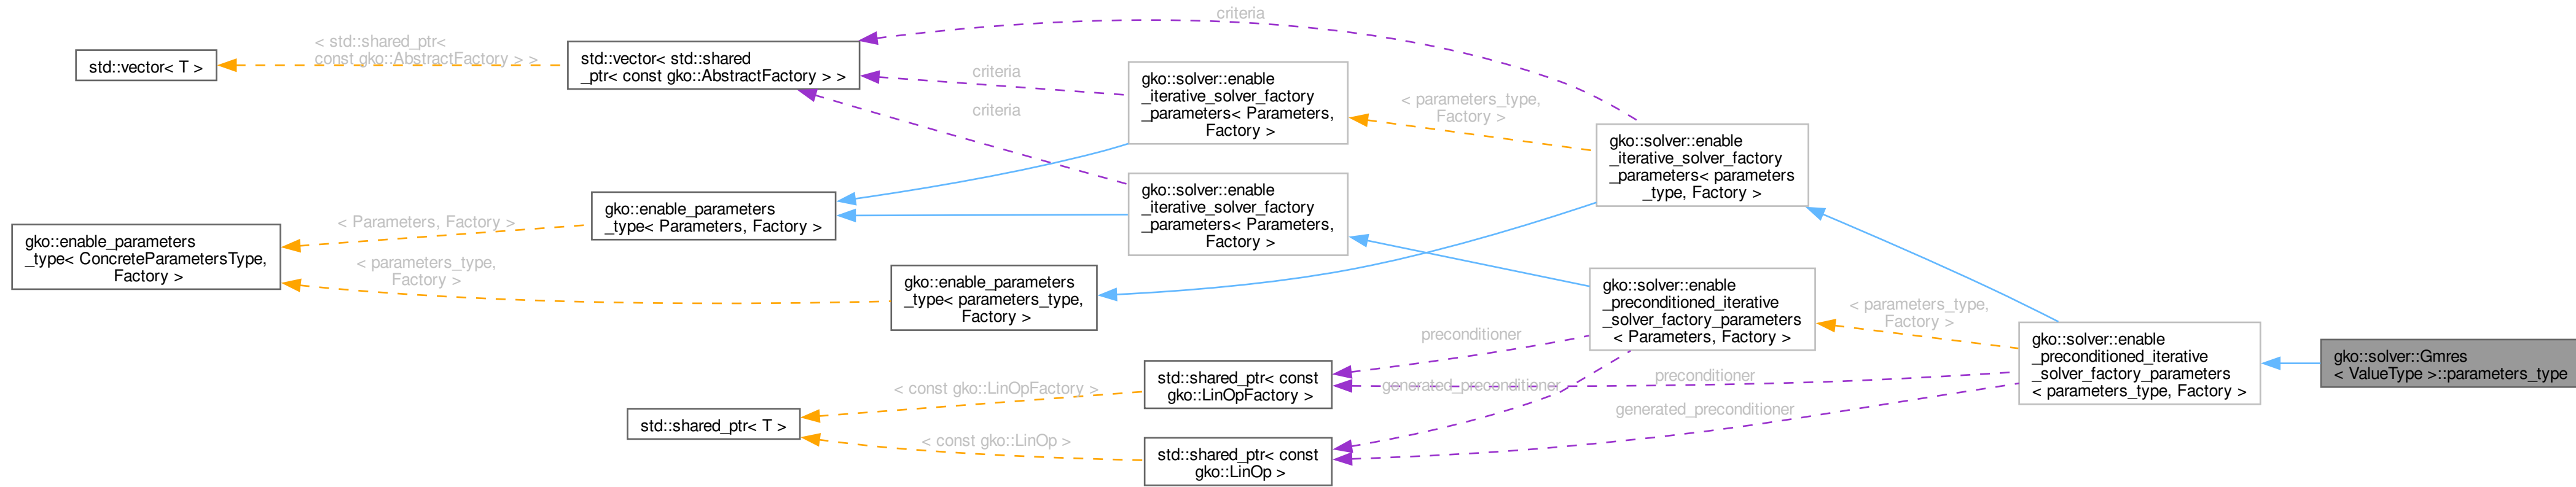 criteria
< std::shared_ptr<
const gko::AbstractFactory > >
std::vector< T >
std::vector< std::shared
_ptr< const gko::AbstractFactory > >
criteria
criteria
gko::solver::enable
_iterative_solver_factory
_parameters< Parameters,
Factory >
< parameters_type,
Factory >
gko::solver::enable
_iterative_solver_factory
_parameters< parameters
_type, Factory >
gko::solver::enable
_iterative_solver_factory
_parameters< Parameters,
Factory >
gko::enable_parameters
_type< Parameters, Factory >
< Parameters, Factory >
gko::enable_parameters
_type< ConcreteParametersType,
Factory >
< parameters_type,
Factory >
gko::enable_parameters
_type< parameters_type,
Factory >
gko::solver::enable
_preconditioned_iterative
_solver_factory_parameters
< Parameters, Factory >
< parameters_type,
Factory >
gko::solver::enable
_preconditioned_iterative
_solver_factory_parameters
< parameters_type, Factory >
gko::solver::Gmres
< ValueType >::parameters_type
preconditioner
generated_preconditioner
preconditioner
generated_preconditioner
std::shared_ptr< const
gko::LinOpFactory >
< const gko::LinOpFactory >
std::shared_ptr< T >
< const gko::LinOp >
std::shared_ptr< const
gko::LinOp >